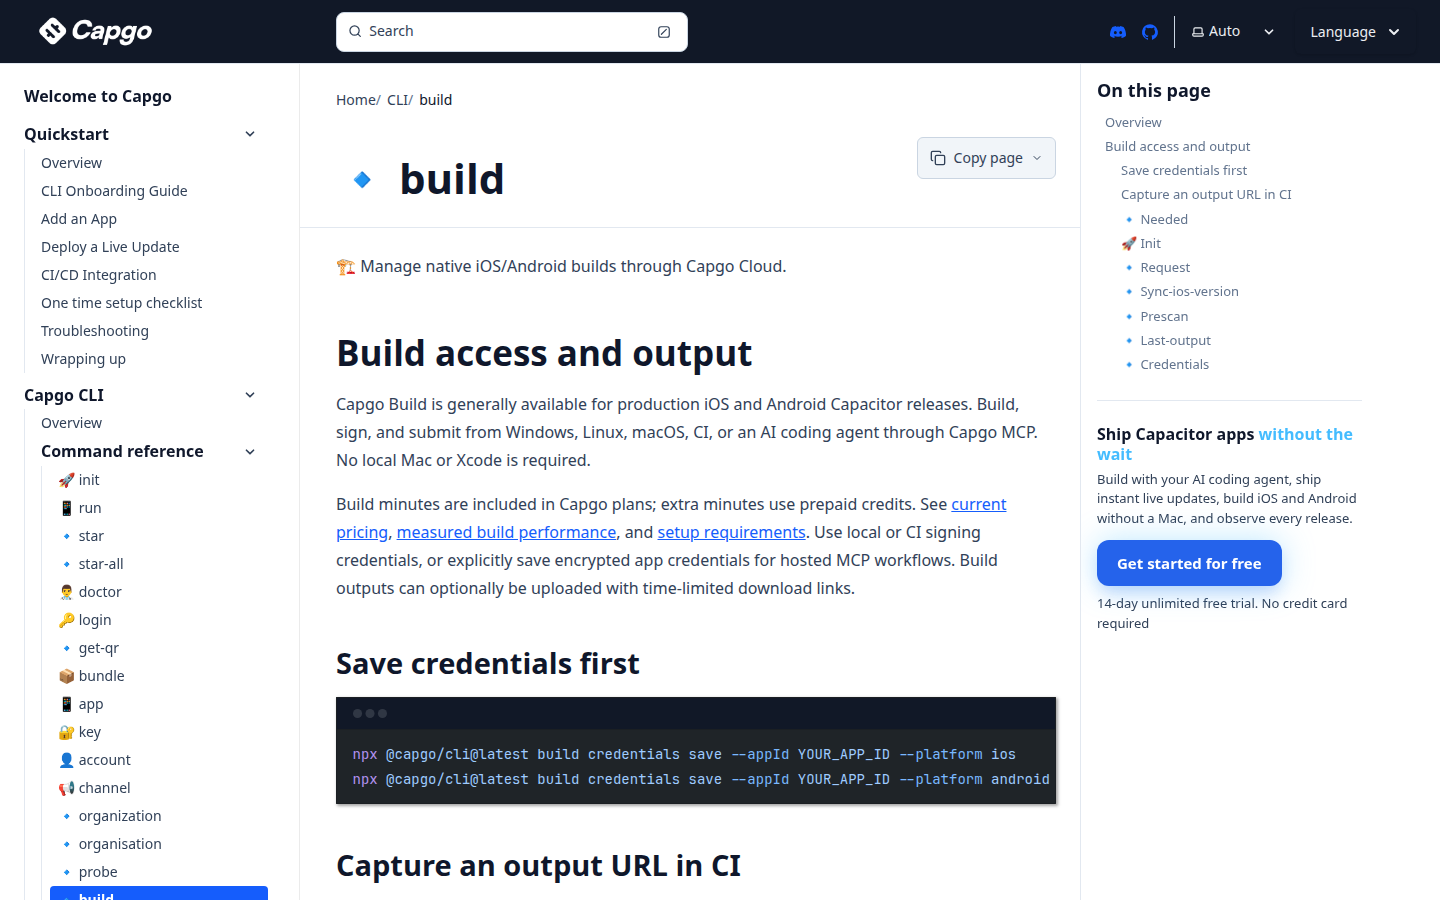 Capgo
Search
Auto
Language
Welcome to Capgo
Quickstart
Overview
CLI Onboarding Guide
Add an App
Deploy a Live Update
CI/CD Integration
One time setup checklist
Troubleshooting
Wrapping up
Capgo CLI
Overview
Command reference
🚀 init
📱 run
🔹 star
🔹 star-all
👨‍⚕️ doctor
🔑 login
🔹 get-qr
📦 bundle
📱 app
🔐 key
👤 account
📢 channel
🔹 organization
🔹 organisation
🔹 probe
🔹 build
Home/ CLI/ build
🔹 build
Copy page
🏗️ Manage native iOS/Android builds through Capgo Cloud.
Build access and output
Capgo Build is generally available for production iOS and Android Capacitor releases. Build,
sign, and submit from Windows, Linux, macOS, CI, or an AI coding agent through Capgo MCP.
No local Mac or Xcode is required.
Build minutes are included in Capgo plans; extra minutes use prepaid credits. See current
pricing, measured build performance, and setup requirements. Use local or CI signing
credentials, or explicitly save encrypted app credentials for hosted MCP workflows. Build
outputs can optionally be uploaded with time-limited download links.
Save credentials first
npx @capgo/cli@latest build credentials save --appId YOUR_APP_ID --platform ios
npx @capgo/cli@latest build credentials save --appId YOUR_APP_ID --platform android
Capture an output URL in CI
On this page
Overview
Build access and output
Save credentials first
Capture an output URL in CI
🔹 Needed
🚀 Init
🔹 Request
🔹 Sync-ios-version
🔹 Prescan
🔹 Last-output
🔹 Credentials
Ship Capacitor apps without the
wait
Build with your AI coding agent, ship
instant live updates, build iOS and Android
without a Mac, and observe every release.
Get started for free
14-day unlimited free trial. No credit card
required